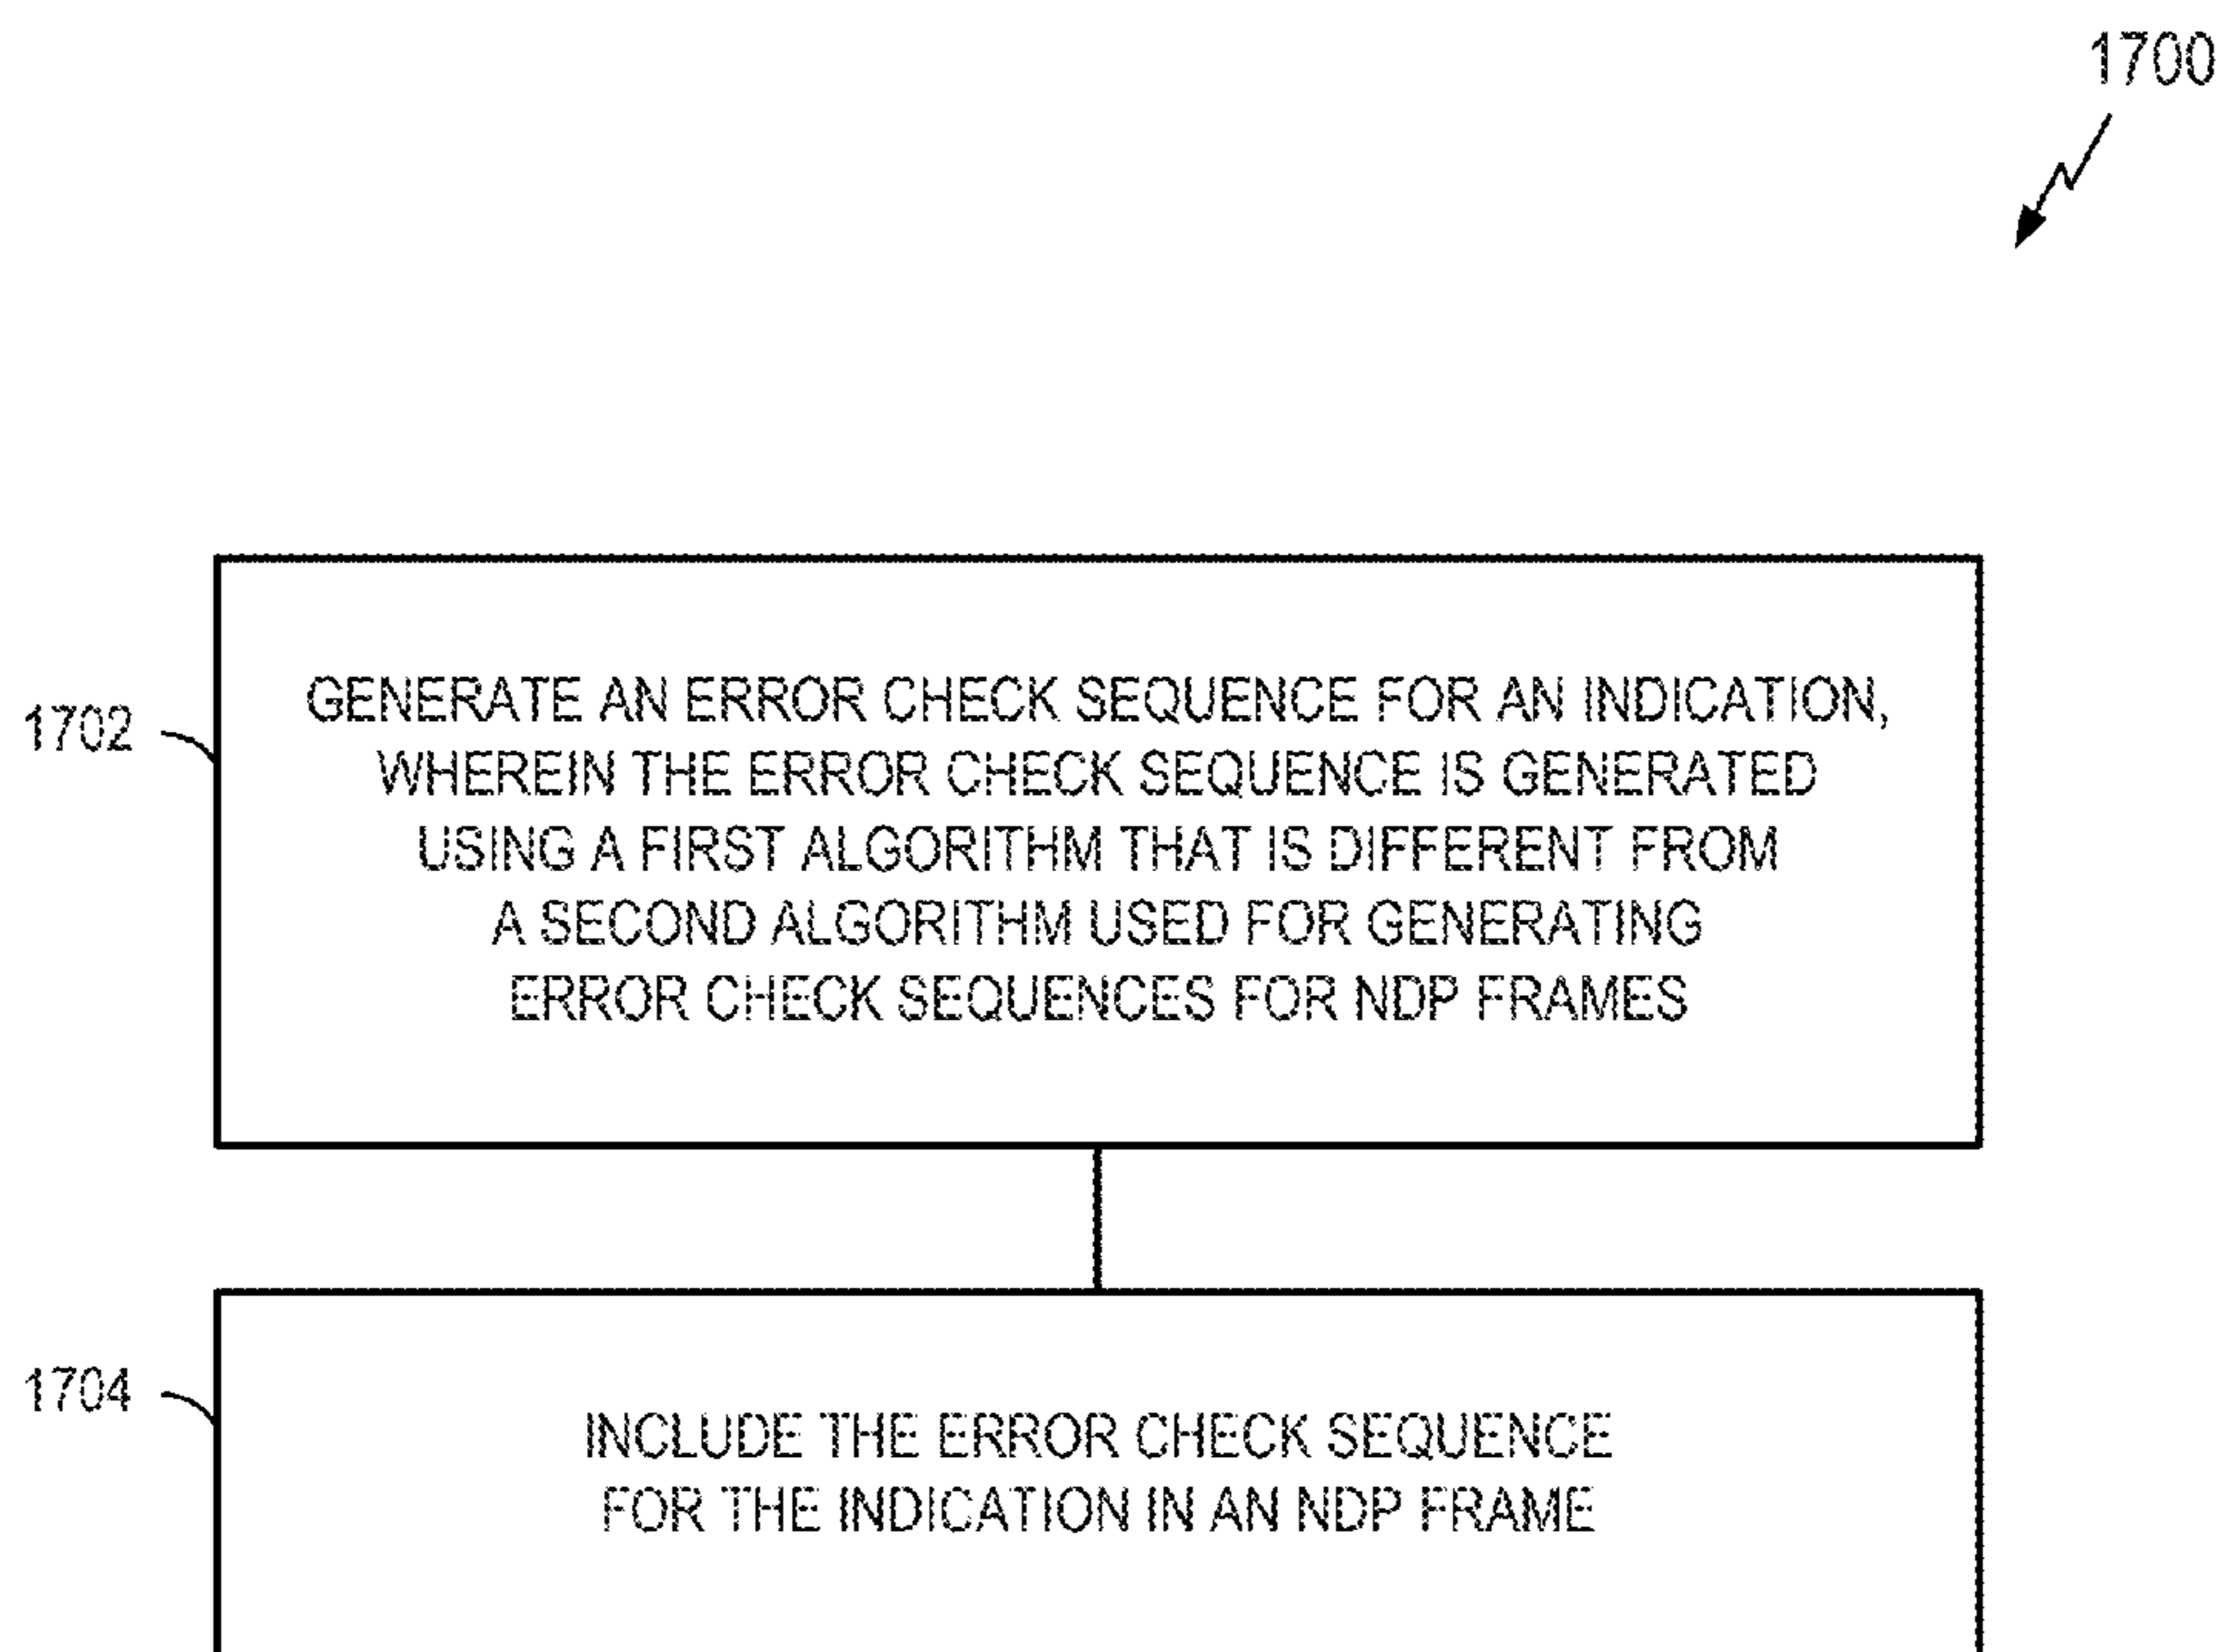 1700
1702
GENERATE AN ERROR CHECK SEQUENCE FOR AN INDICATION,
WHEREIN THE ERROR CHECK SEQUENCE IS GENERATED
USING A FIRST ALGORITHM THAT IS DIFFERENT FROM
A SECOND ALGORITHM USED FOR GENERATING
ERROR CHECK SEQUENCES FOR NDP FRAMES
1704
INCLUDE THE ERROR CHECK SEQUENCE
FOR THE INDICATION IN AN NDP FRAME